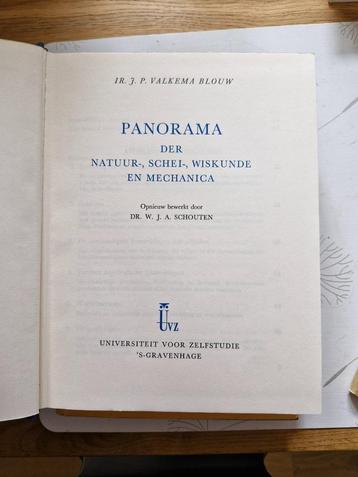 IR. J. P. VALKEMA BLOUW
PANORAMA
DER
NATUUR-, SCHEI-, WISKUNDE
EN MECHANICA
Opnieuw bewerkt door
DR. W. J. A. SCHOUTEN
UVZ
UNIVERSITEIT VOOR ZELFSTUDIE
'S-GRAVENHAGE